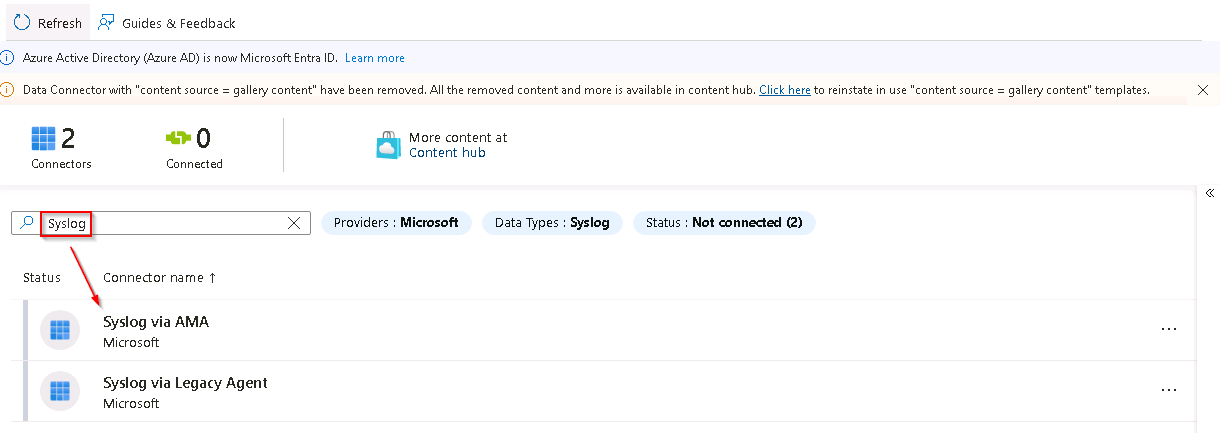 Refresh Guides & Feedback
Azure Active Directory (Azure AD) is now Microsoft Entra ID. Learn more
Data Connector with "content source = gallery content" have been removed. All the removed content and more is available in content hub. Click here to reinstate in use "content source = gallery content" templates.
2 0
Connectors Connected
More content at
Content hub
Syslog Providers : Microsoft Data Types : Syslog Status : Not connected (2)
Status Connector name ↑
Syslog via AMA
Microsoft
Syslog via Legacy Agent
Microsoft